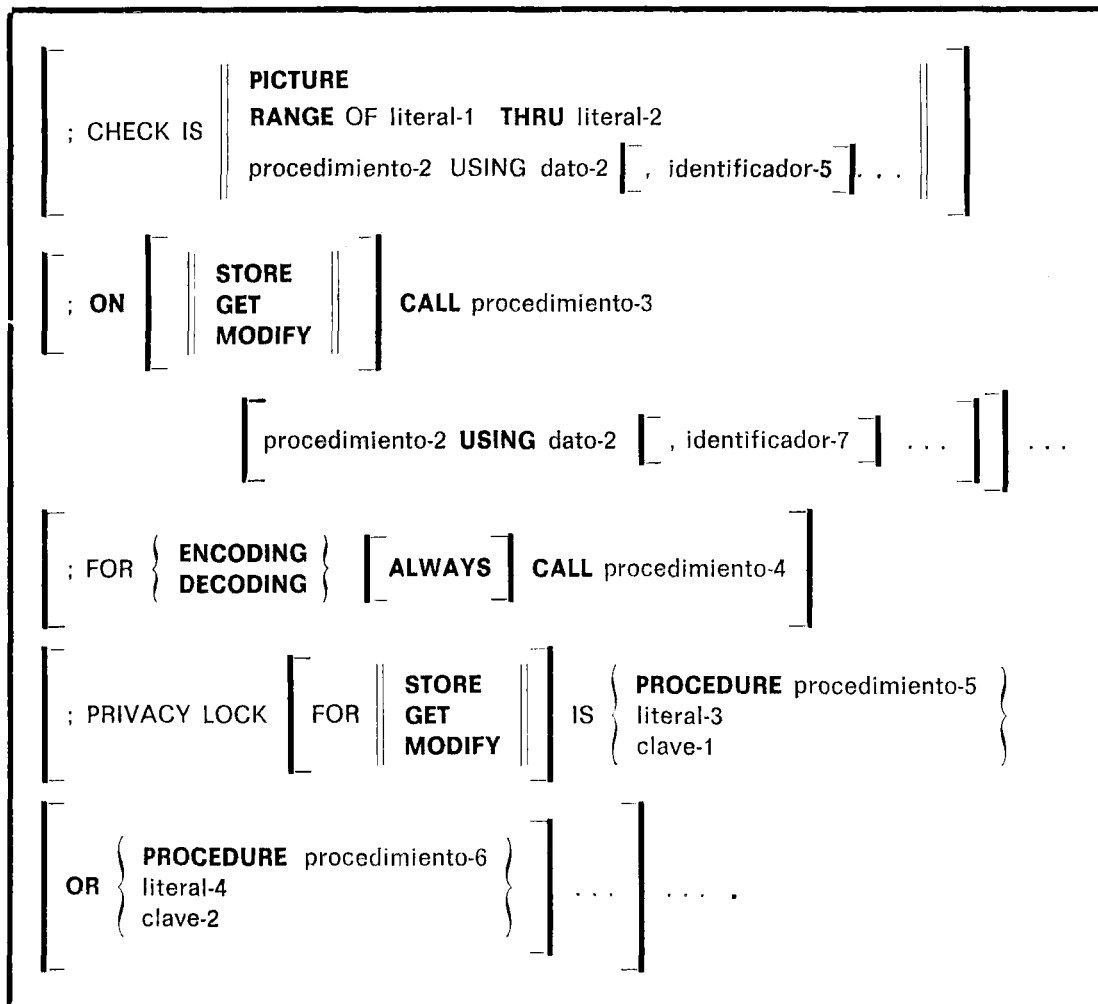 PICTURE
; CHECK IS RANGE OF literal-1 THRU literal-2
procedimiento-2 USING dato-2 [, identificador-5] . . .
STORE
; ON GET CALL procedimiento-3
MODIFY
[procedimiento-2 USING dato-2 [, identificador-7] . . . ] ] . . .
; FOR { ENCODING
DECODING } [ALWAYS] CALL procedimiento-4
STORE PROCEDURE procedimiento-5
; PRIVACY LOCK FOR GET IS literal-3
MODIFY clave-1
PROCEDURE procedimiento-6
OR literal-4 . . . . . . .
clave-2